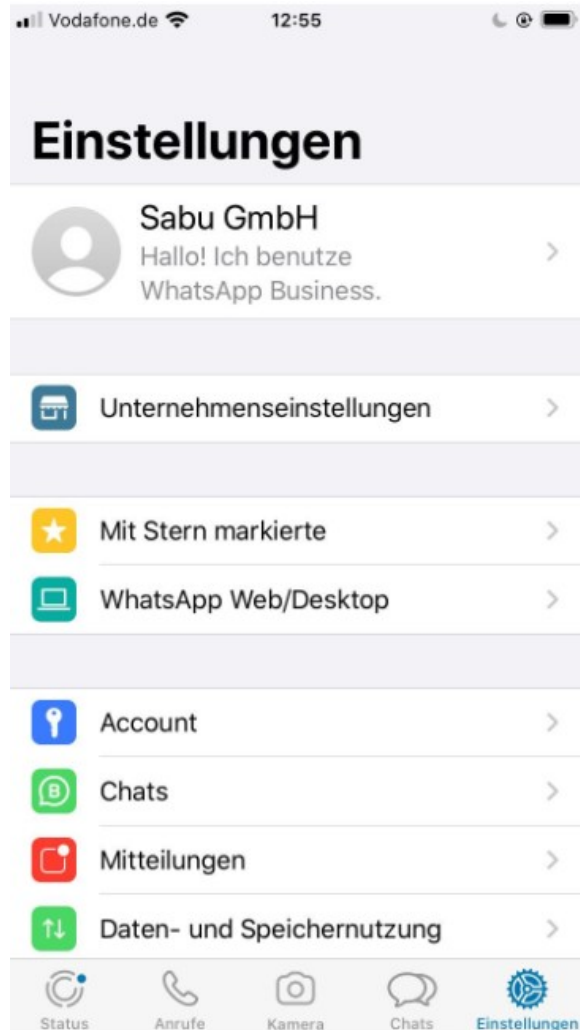 Vodafone.de 12:55
Einstellungen
Sabu GmbH
Hallo! Ich benutze
WhatsApp Business.
Unternehmenseinstellungen
Mit Stern markierte
WhatsApp Web/Desktop
Account
B
Chats
Mitteilungen
Daten- und Speichernutzung
Status Anrufe Kamera Chats Einstellungen